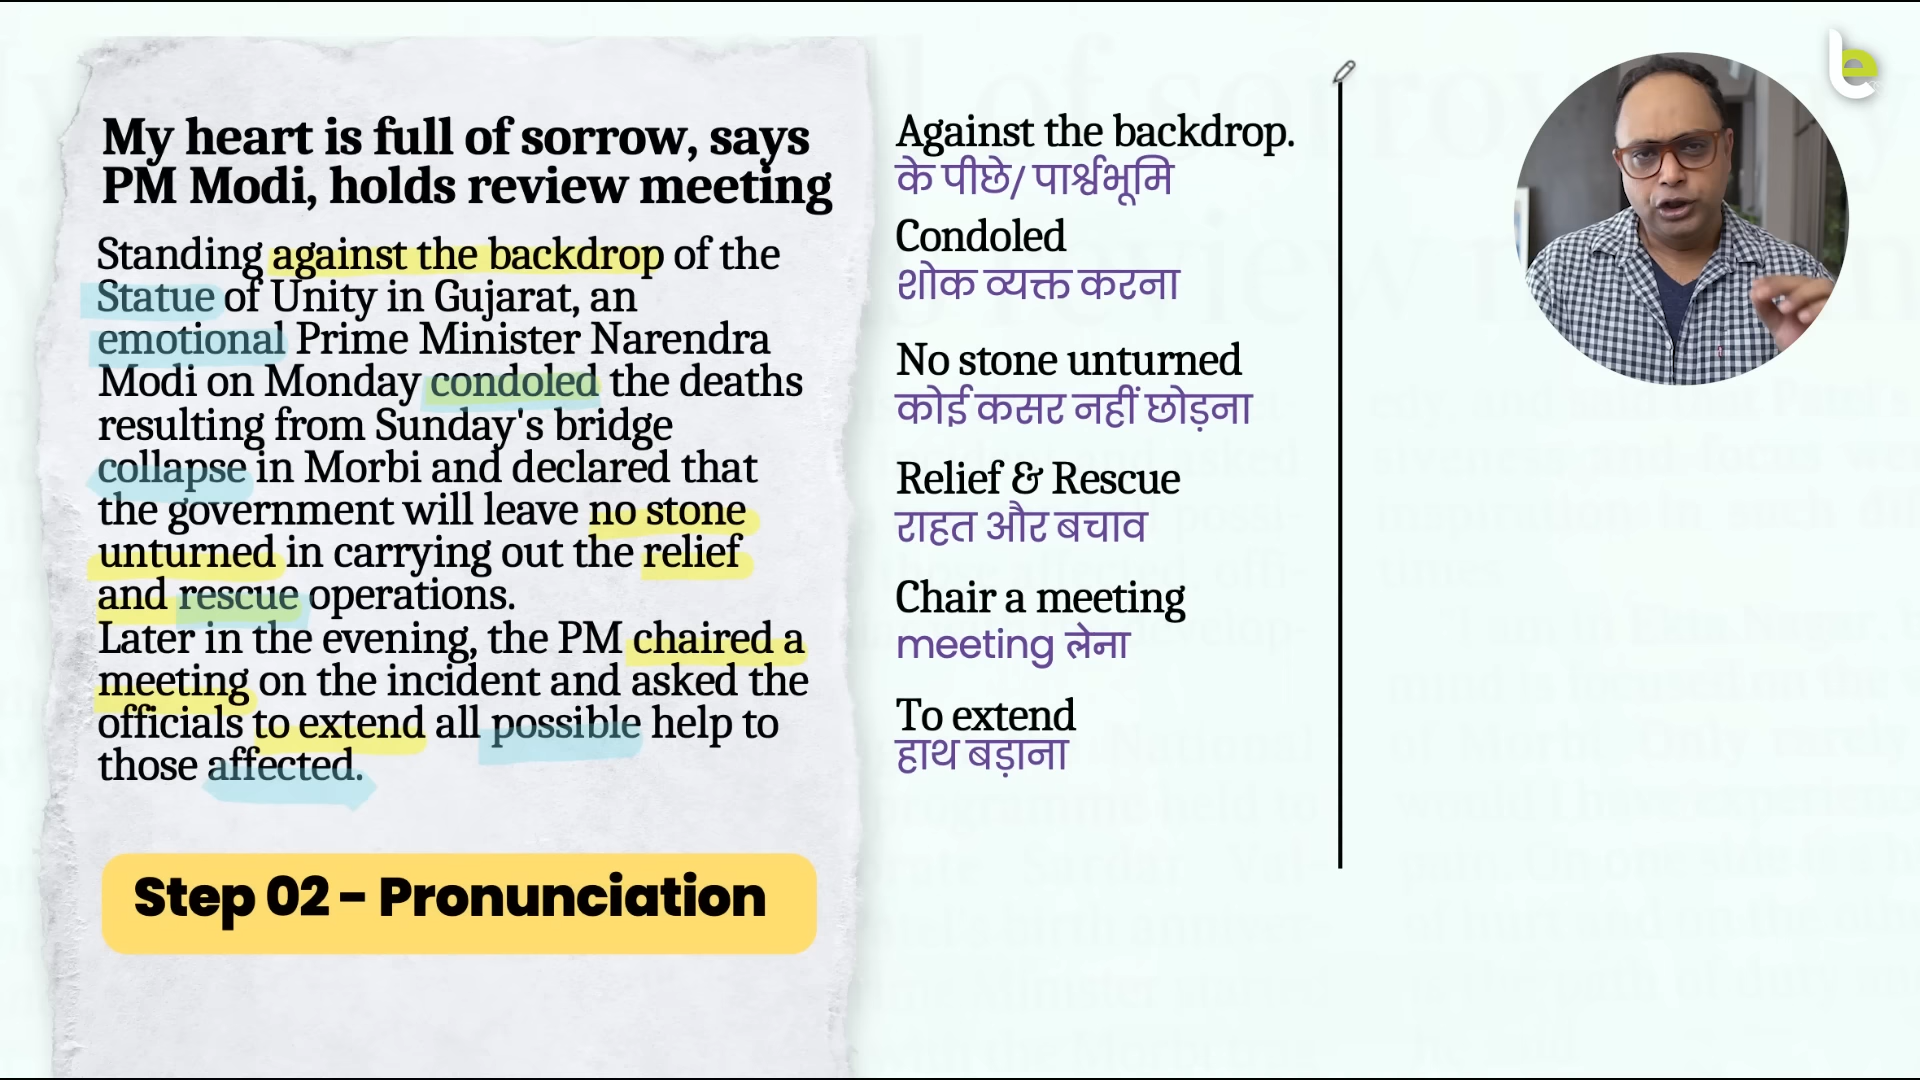 My heart is full of sorrow, says
PM Modi, holds review meeting
Standing against the backdrop of the
Statue of Unity in Gujarat, an
emotional Prime Minister Narendra
Modi on Monday condoled the deaths
resulting from Sunday's bridge
collapse in Morbi and declared that
the government will leave no stone
unturned in carrying out the relief
and rescue operations.
Later in the evening, the PM chaired a
meeting on the incident and asked the
officials to extend all possible help to
those affected.
Step 02 - Pronunciation
Against the backdrop.
के पीछे/ पार्श्वभूमि
Condoled
शोक व्यक्त करना
No stone unturned
कोई कसर नहीं छोड़ना
Relief & Rescue
राहत और बचाव
Chair a meeting
meeting लेना
To extend
हाथ बड़ाना